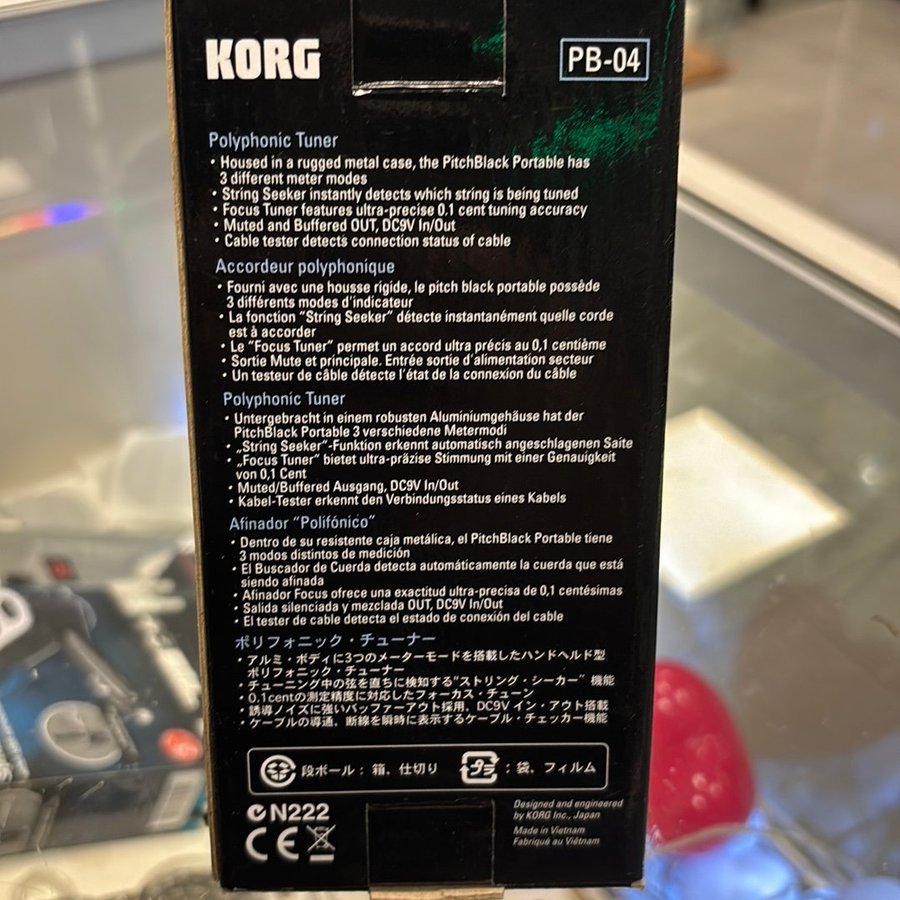 KORG
PB-04
Polyphonic Tuner
• Housed in a rugged metal case, the PitchBlack Portable has
3 different meter modes
• String Seeker instantly detects which string is being tuned
• Focus Tuner features ultra-precise 0.1 cent tuning accuracy
• Muted and Buffered OUT, DC9V In/Out
• Cable tester detects connection status of cable
Accordeur polyphonique
• Fourni avec une housse rigide, le pitch black portable possède
3 différents modes d'indicateur
• La fonction "String Seeker" détecte instantanément quelle corde
est à accorder
• Le "Focus Tuner" permet un accord ultra précis au 0,1 centième
• Sortie Mute et principale. Entrée sortie d'alimentation secteur
• Un testeur de câble détecte l'état de la connexion du câble
Polyphonic Tuner
• Untergebracht in einem robusten Aluminiumgehäuse hat der
PitchBlack Portable 3 verschiedene Metermodi
• „String Seeker"-Funktion erkennt automatisch angeschlagenen Saite
• „Focus Tuner" bietet ultra-präzise Stimmung mit einer Genauigkeit
von 0,1 Cent
• Muted/Buffered Ausgang, DC9V In/Out
• Kabel-Tester erkennt den Verbindungsstatus eines Kabels
Afinador "Polifónico"
• Dentro de su resistente caja metálica, el PitchBlack Portable tiene
3 modos distintos de medición
• El Buscador de Cuerda detecta automáticamente la cuerda que está
siendo afinada
• Afinador Focus ofrece una exactitud ultra-precisa de 0,1 centésimas
• Salida silenciada y mezclada OUT, DC9V In/Out
• El tester de cable detecta el estado de conexión del cable
ポリフォニック・チューナー
• アルミ・ボディに3つのメーターモードを搭載したハンドヘルド型
ポリフォニック・チューナー
• チューニング中の弦を直ちに検知する"ストリング・シーカー" 機能
• 0.1centの測定精度に対応したフォーカス・チューン
• 誘導ノイズに強いバッファーアウト採用、DC9V イン・アウト搭載
• ケーブルの導通、断線を瞬時に表示するケーブル・チェッカー機能
段ボール：箱、仕切り
プラ：袋、フィルム
N222
CE
Designed and engineered
by KORG Inc., Japan
Made in Vietnam
Fabriqué au Viêtnam